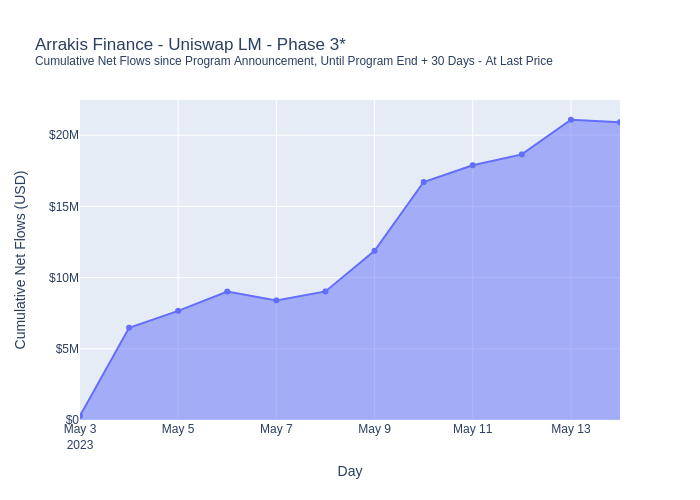 Arrakis Finance - Uniswap LM - Phase 3*
Cumulative Net Flows since Program Announcement, Until Program End + 30 Days - At Last Price
Cumulative Net Flows (USD)
$20M
$15M
$10M
$5M
$0
May 3
2023
May 5
May 7
May 9
May 11
May 13
Day